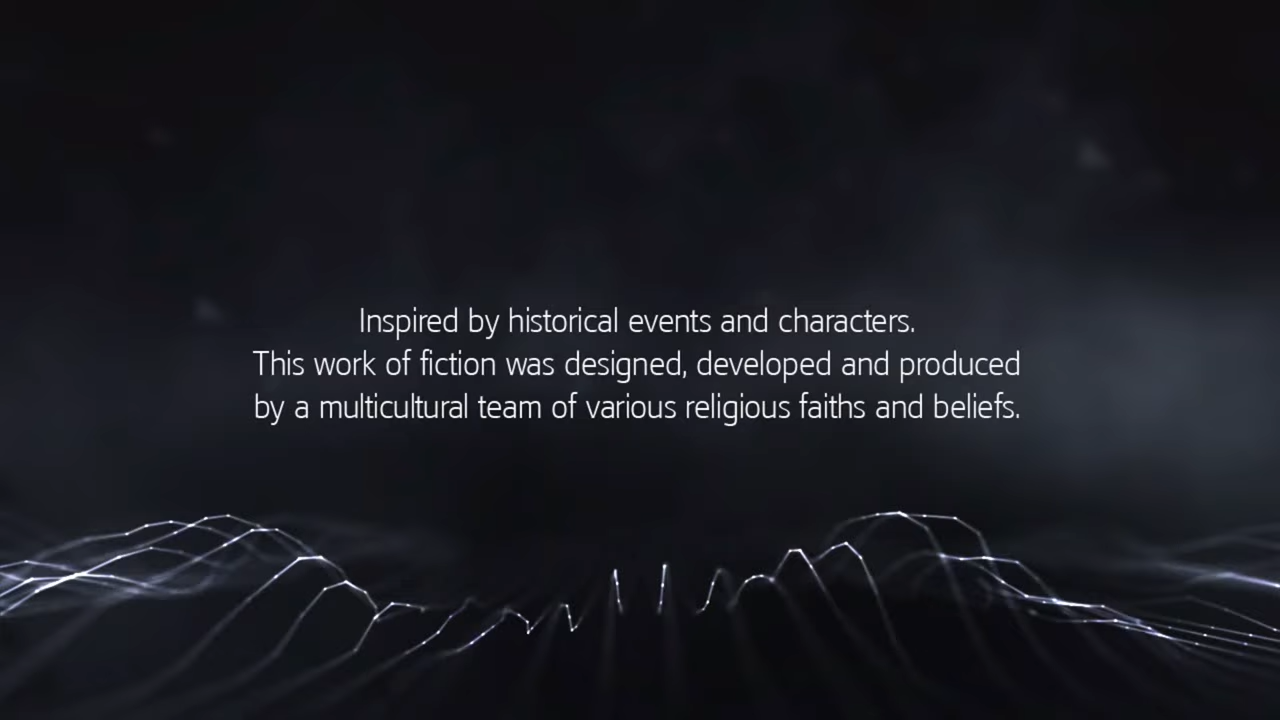 Inspired by historical events and characters.
This work of fiction was designed, developed and produced
by a multicultural team of various religious faiths and beliefs.